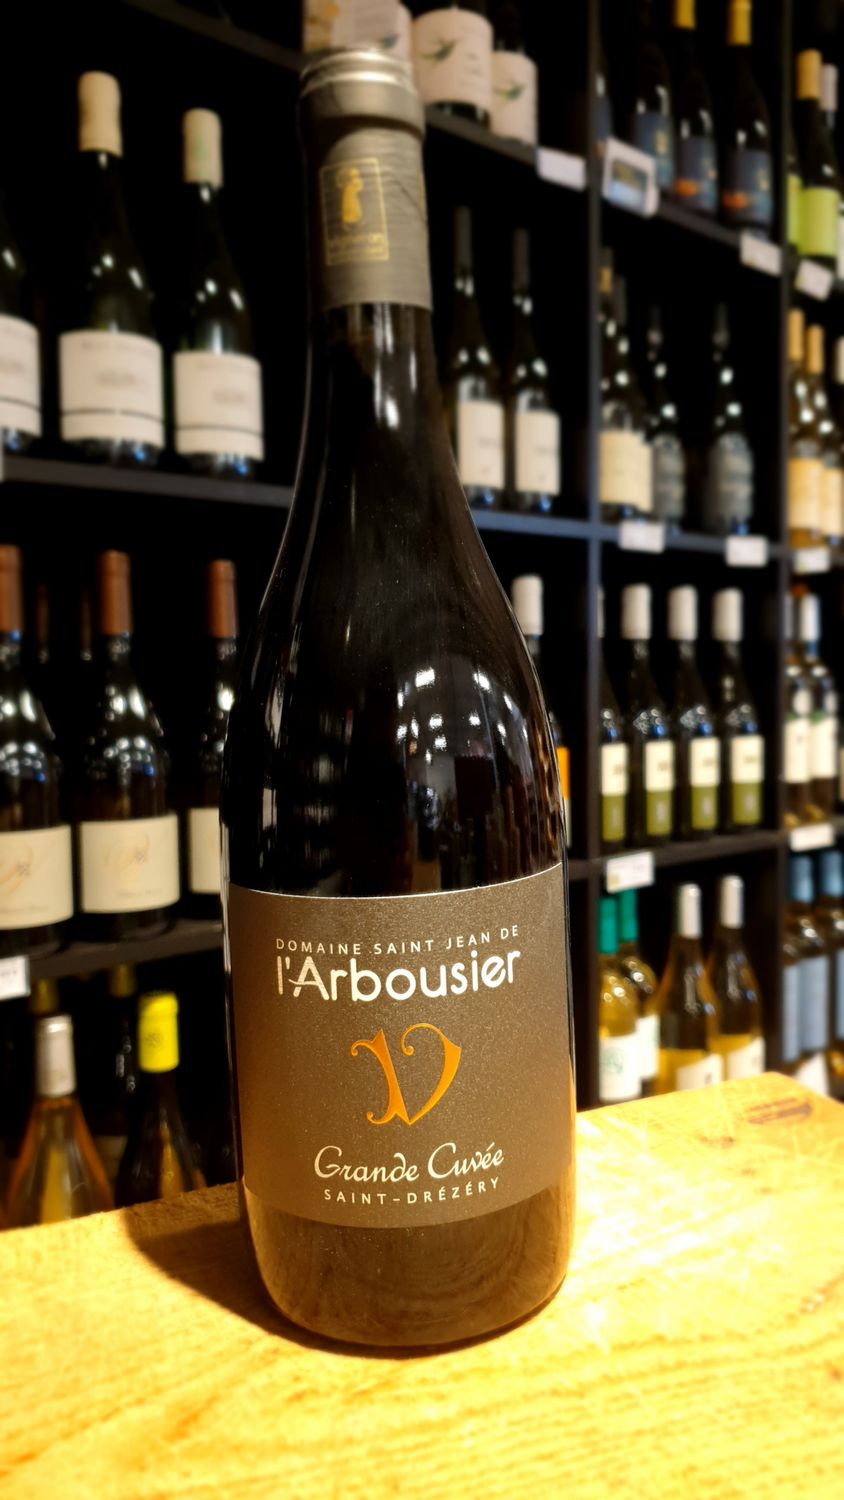 DOMAINE SAINT JEAN DE
l'Arbousier
V
Grande Cuvée
SAINT-DRÉZÉRY